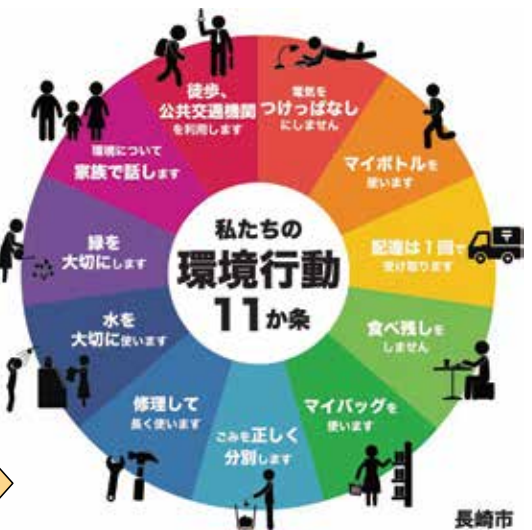 私たちの
環境行動
11か条
電気を
つけっぱなし
にしません
マイボトルを
使います
配達は1回で
受け取ります
食べ残しを
しません
マイバッグを
使います
ごみを正しく
分別します
修理して
長く使います
水を
大切に使います
緑を
大切にします
環境について
家族で話します
徒歩、
公共交通機関
を利用します
〒
長崎市